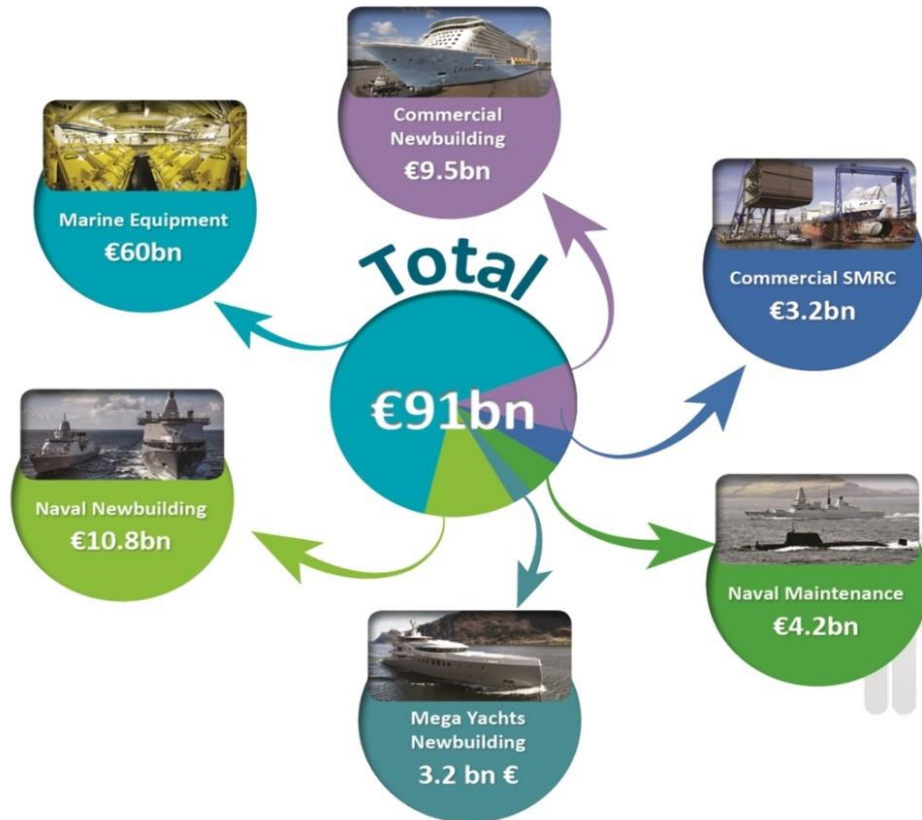 Commercial
Newbuilding
€9.5bn
Marine Equipment
€60bn
Commercial SMRC
€3.2bn
Total
€91bn
Naval Newbuilding
€10.8bn
Naval Maintenance
€4.2bn
Mega Yachts
Newbuilding
3.2 bn €